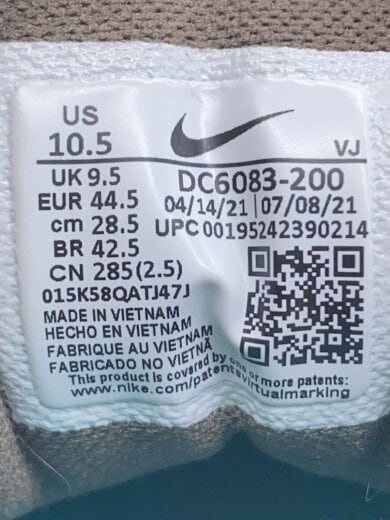 US
10.5
VJ
UK 9.5
EUR 44.5
cm 28.5
BR 42.5
CN 285(2.5)
DC6083-200
04/14/21|07/08/21
UPC 00195242390214
015K58QATJ47J
MADE IN VIETNAM
HECHO EN VIETNAM
FABRIQUE AU VIETNAM
FABRICADO NO VIETNÃ
This product is covered by one or more patents:
www.nike.com/patentsvirtualmarking